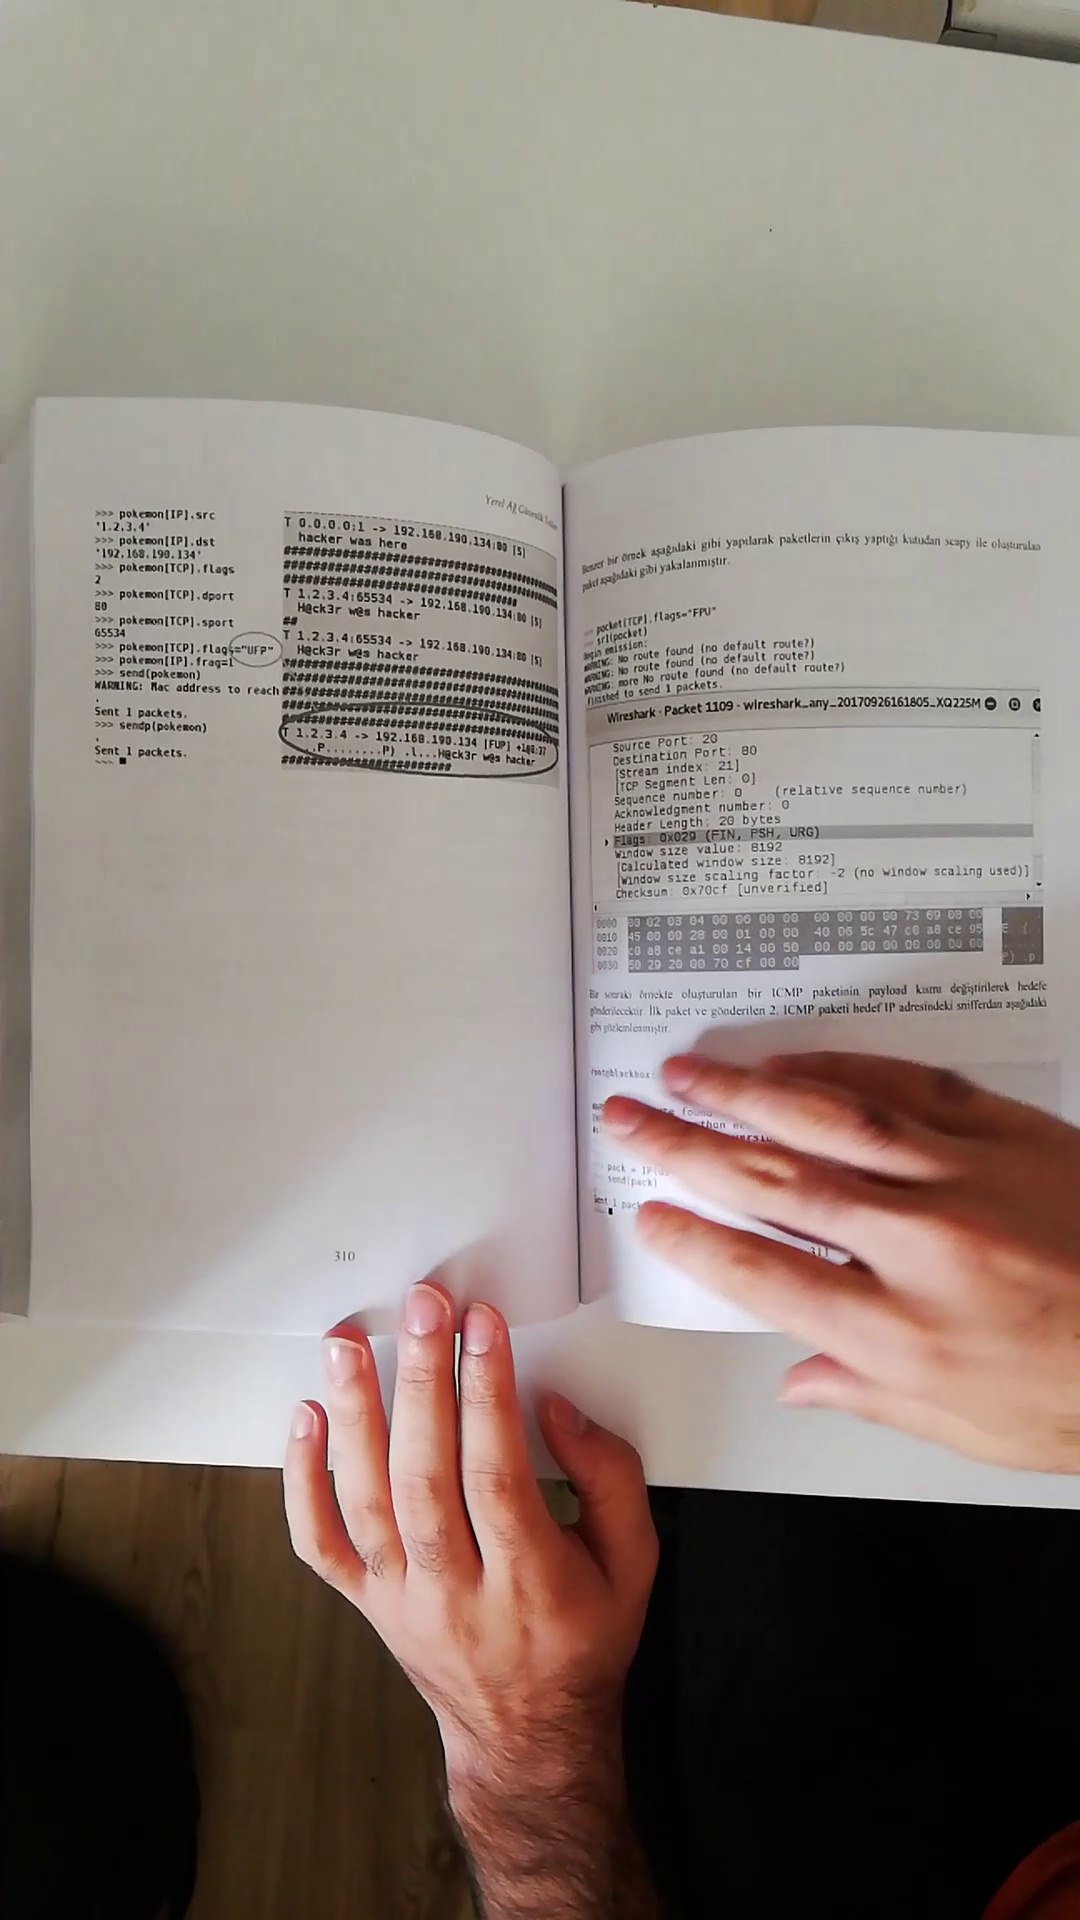 Yerel Ağ Güvenlik
>>> pokemon[IP].src
'1.2.3.4'
>>> pokemon[IP].dst
'192.168.190.134'
>>> pokemon[TCP].flags
2
>>> pokemon[TCP].dport
80
>>> pokemon[TCP].sport
65534
>>> pokemon[TCP].flags="UFP"
>>> pokemon[IP].frag=1
>>> send(pokemon)
WARNING: Mac address to reach
.
Sent 1 packets.
>>> sendp(pokemon)
.
Sent 1 packets.
T 0.0.0.0:1 -> 192.168.190.134:80 [S]
hacker was here
T 1.2.3.4:65534 -> 192.168.190.134:80 [S]
H@ck3r w@s hacker
##
T 1.2.3.4:65534 -> 192.168.190.134:80 [S]
H@ck3r w@s hacker
T 1.2.3.4 -> 192.168.190.134 [FUP]
..P........P) .l...H@ck3r w@s hacker
310
Benzer bir örnek aşağıdaki gibi yapılarak paketlerin çıkış yaptığı kutudan scapy ile oluşturulan
paket aşağıdaki gibi yakalanmıştır.
pocket[TCP].flags="FPU"
sr1(pocket)
Begin emission:
WARNING: No route found (no default route?)
WARNING: No route found (no default route?)
WARNING: more No route found (no default route?)
Finished to send 1 packets.
Wireshark · Packet 1109 · wireshark_any_20170926161805_XQ225M
Source Port: 20
Destination Port: 80
[Stream index: 21]
[TCP Segment Len: 0]
Sequence number: 0 (relative sequence number)
Acknowledgment number: 0
Header Length: 20 bytes
Flags: 0x029 (FIN, PSH, URG)
Window size value: 8192
[Calculated window size: 8192]
[Window size scaling factor: -2 (no window scaling used)]
Checksum: 0x70cf [unverified]
0000 00 02 03 04 00 06 00 00 00 00 00 00 73 69 08 00
0010 45 00 00 28 00 01 00 00 40 06 5c 47 c0 a8 ce 95 E (
0020 c0 a8 ce a1 00 14 00 50 00 00 00 00 00 00 00 00
0030 50 29 20 00 70 cf 00 00 P) .p
Bir sonraki örnekte oluşturulan bir ICMP paketinin payload kısmı değiştirilerek hedefe
gönderilecektir. İlk paket ve gönderilen 2. ICMP paketi hedef IP adresindeki snifferdan aşağıdaki
gibi gözlemlenmiştir.
root@blackbox:
found
pack = IP(
send(pack)
Sent 1 pack
311